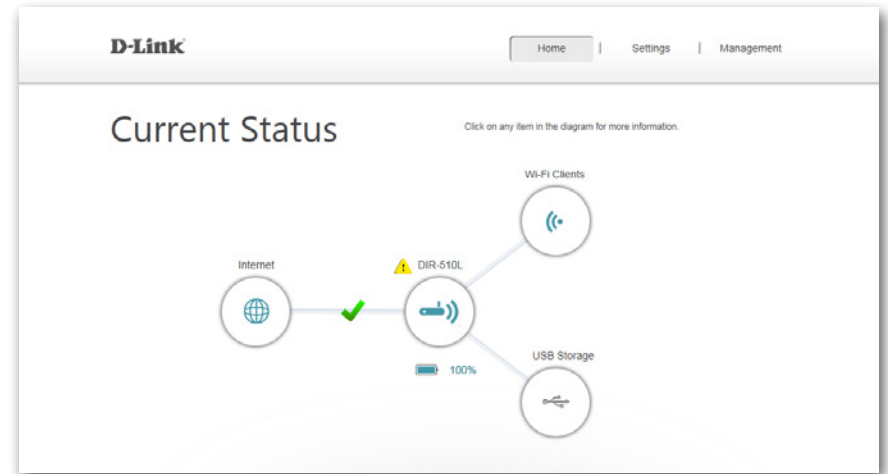 D-Link
Home | Settings | Management
Current Status
Click on any item in the diagram for more information.
Wi-Fi Clients
Internet
DIR-510L
100%
USB Storage